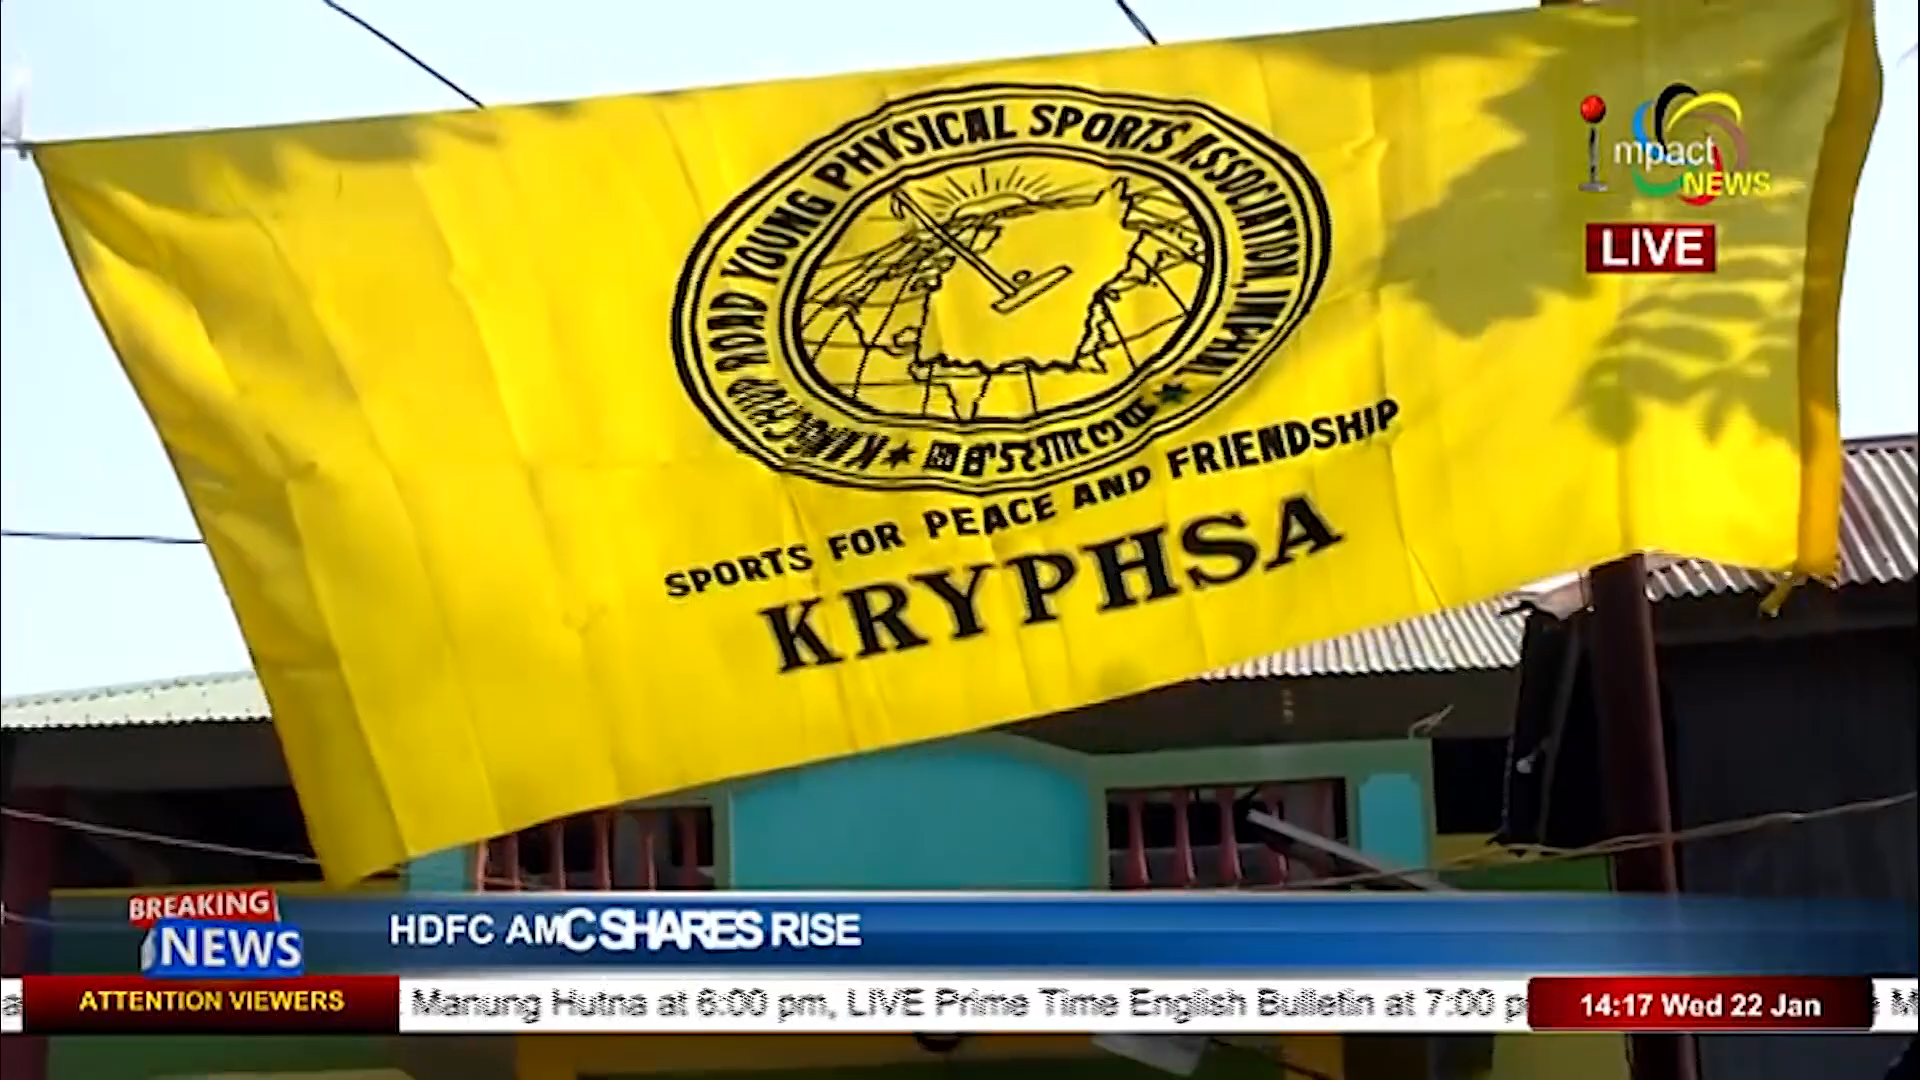 KANGCHUP ROAD YOUNG PHYSICAL SPORTS ASSOCIATION, IMPHAL
SPORTS FOR PEACE AND FRIENDSHIP
KRYPHSA
impact
NEWS
LIVE
BREAKING
NEWS
HDFC AMC SHARES RISE
ATTENTION VIEWERS
Manung Hutna at 6:00 pm, LIVE Prime Time English Bulletin at 7:00 p
14:17 Wed 22 Jan